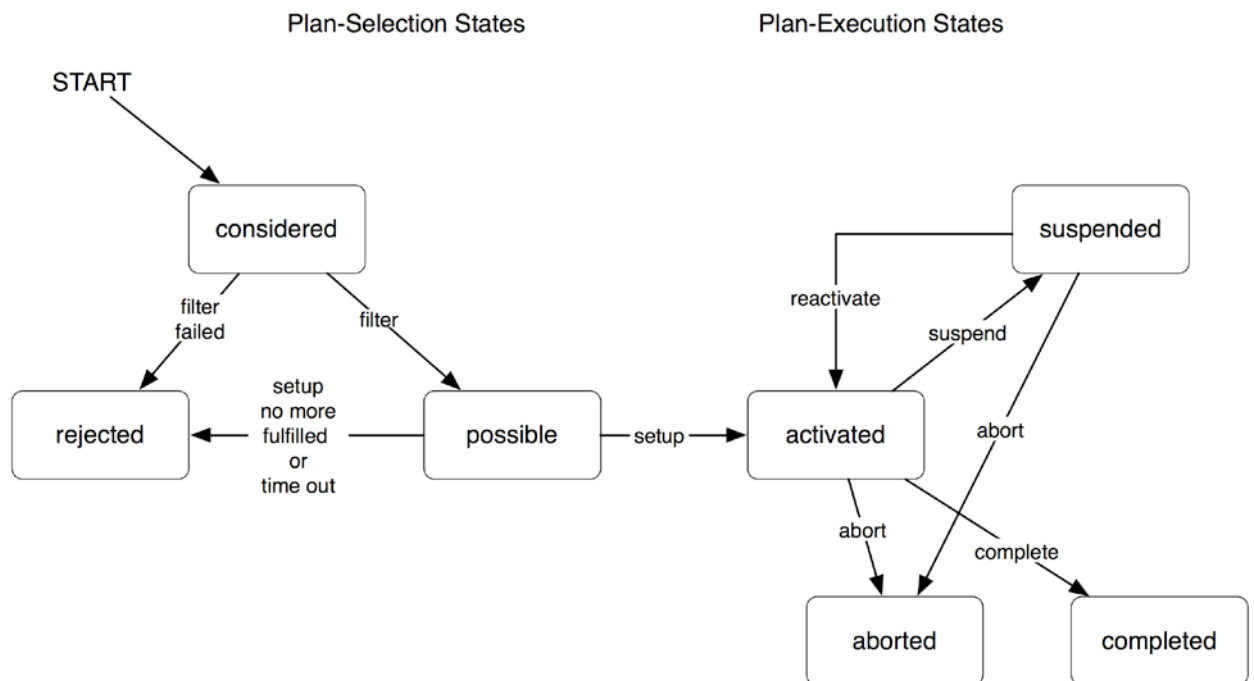 Plan-Selection States
Plan-Execution States
START
considered
suspended
filter
failed
filter
reactivate
suspend
rejected
setup
no more
fulfilled
or
time out
possible
setup
activated
abort
abort
complete
aborted
completed